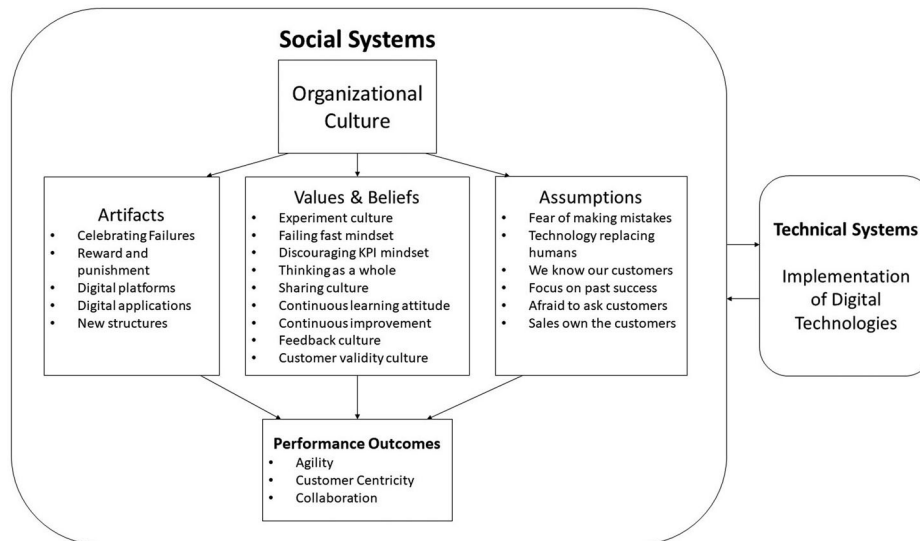 Social Systems
Organizational
Culture
Artifacts
• Celebrating Failures
• Reward and
punishment
• Digital platforms
• Digital applications
• New structures
Values & Beliefs
• Experiment culture
• Failing fast mindset
• Discouraging KPI mindset
• Thinking as a whole
• Sharing culture
• Continuous learning attitude
• Continuous improvement
• Feedback culture
• Customer validity culture
Assumptions
• Fear of making mistakes
• Technology replacing
humans
• We know our customers
• Focus on past success
• Afraid to ask customers
• Sales own the customers
Performance Outcomes
• Agility
• Customer Centricity
• Collaboration
Technical Systems
Implementation
of Digital
Technologies